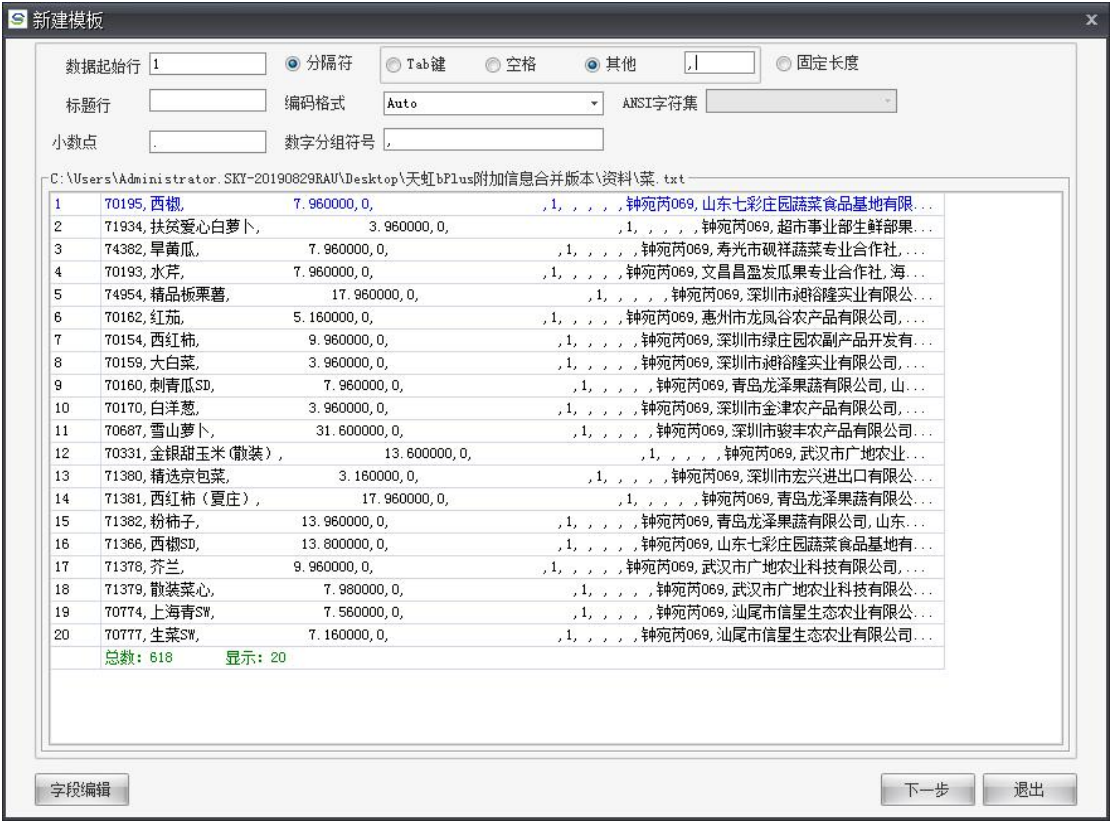 新建模板
数据起始行 1 分隔符 Tab键 空格 其他 , 固定长度
标题行 编码格式 Auto ANSI字符集
小数点 . 数字分组符号 ,
C:\Users\Administrator.SKY-20190829RAU\Desktop\天虹bPlus附加信息合并版本\资料\菜.txt
1 70195,西椒, 7.960000,0, ,1, , , , ,钟宛芮069,山东七彩庄园蔬菜食品基地有限...
2 71934,扶贫爱心白萝卜, 3.960000,0, ,1, , , , ,钟宛芮069,超市事业部生鲜部果...
3 74382,旱黄瓜, 7.960000,0, ,1, , , , ,钟宛芮069,寿光市砚祥蔬菜专业合作社,...
4 70193,水芹, 7.960000,0, ,1, , , , ,钟宛芮069,文昌昌盈发瓜果专业合作社,海...
5 74954,精品板栗薯, 17.960000,0, ,1, , , , ,钟宛芮069,深圳市昶裕隆实业有限公...
6 70162,红茄, 5.160000,0, ,1, , , , ,钟宛芮069,惠州市龙凤谷农产品有限公司,...
7 70154,西红柿, 9.960000,0, ,1, , , , ,钟宛芮069,深圳市绿庄园农副产品开发有...
8 70159,大白菜, 3.960000,0, ,1, , , , ,钟宛芮069,深圳市昶裕隆实业有限公司,...
9 70160,刺青瓜SD, 7.960000,0, ,1, , , , ,钟宛芮069,青岛龙泽果蔬有限公司,山...
10 70170,白洋葱, 3.960000,0, ,1, , , , ,钟宛芮069,深圳市金津农产品有限公司,...
11 70687,雪山萝卜, 31.600000,0, ,1, , , , ,钟宛芮069,深圳市骏丰农产品有限公司...
12 70331,金银甜玉米(散装), 13.600000,0, ,1, , , , ,钟宛芮069,武汉市广地农业...
13 71380,精选京包菜, 3.160000,0, ,1, , , , ,钟宛芮069,深圳市宏兴进出口有限公...
14 71381,西红柿（夏庄）, 17.960000,0, ,1, , , , ,钟宛芮069,青岛龙泽果蔬有限公...
15 71382,粉柿子, 13.960000,0, ,1, , , , ,钟宛芮069,青岛龙泽果蔬有限公司,山东...
16 71366,西椒SD, 13.800000,0, ,1, , , , ,钟宛芮069,山东七彩庄园蔬菜食品基地有...
17 71378,芥兰, 9.960000,0, ,1, , , , ,钟宛芮069,武汉市广地农业科技有限公司,...
18 71379,散装菜心, 7.980000,0, ,1, , , , ,钟宛芮069,武汉市广地农业科技有限公...
19 70774,上海青SW, 7.560000,0, ,1, , , , ,钟宛芮069,汕尾市信星生态农业有限公...
20 70777,生菜SW, 7.160000,0, ,1, , , , ,钟宛芮069,汕尾市信星生态农业有限公司...
总数: 618 显示: 20
字段编辑 下一步 退出